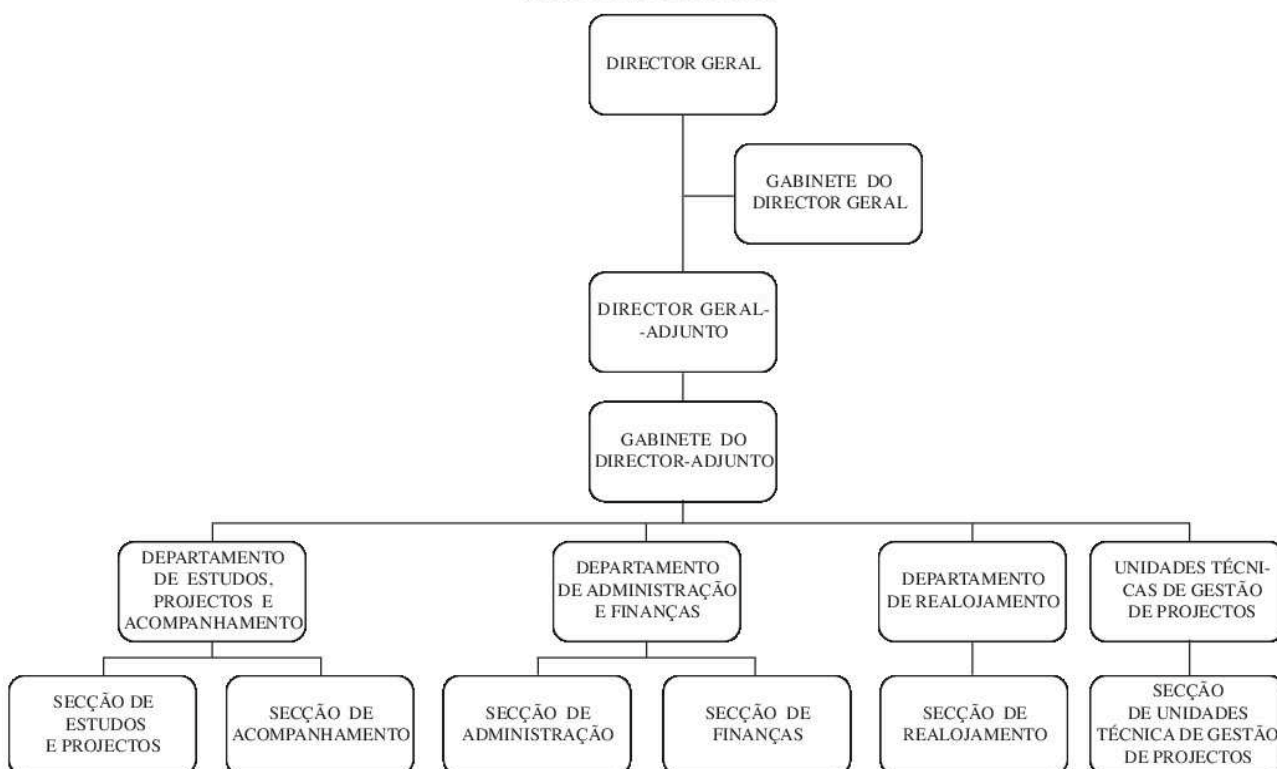 DIRECTOR GERAL
GABINETE DO
DIRECTOR GERAL
DIRECTOR GERAL-
-ADJUNTO
GABINETE DO
DIRECTOR-ADJUNTO
DEPARTAMENTO
DE ESTUDOS,
PROJECTOS E
ACOMPANHAMENTO
DEPARTAMENTO
DE ADMINISTRAÇÃO
E FINANÇAS
DEPARTAMENTO
DE REALOJAMENTO
UNIDADES TÉCNI-
CAS DE GESTÃO
DE PROJECTOS
SECÇÃO DE
ESTUDOS
E PROJECTOS
SECÇÃO DE
ACOMPANHAMENTO
SECÇÃO DE
ADMINISTRAÇÃO
SECÇÃO DE
FINANÇAS
SECÇÃO DE
REALOJAMENTO
SECÇÃO
DE UNIDADES
TÉCNICA DE GESTÃO
DE PROJECTOS